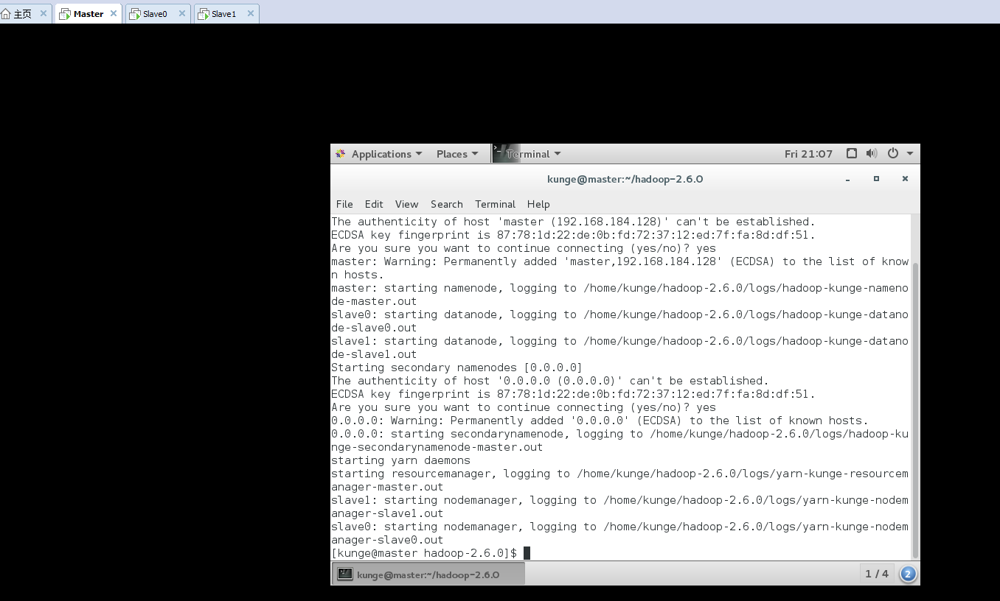 主页
Master
Slave0
Slave1
Applications
Places
Terminal
Fri 21:07
kunge@master:~/hadoop-2.6.0
File Edit View Search Terminal Help
The authenticity of host 'master (192.168.184.128)' can't be established.
ECDSA key fingerprint is 87:78:1d:22:de:0b:fd:72:37:12:ed:7f:fa:8d:df:51.
Are you sure you want to continue connecting (yes/no)? yes
master: Warning: Permanently added 'master,192.168.184.128' (ECDSA) to the list of know
n hosts.
master: starting namenode, logging to /home/kunge/hadoop-2.6.0/logs/hadoop-kunge-nameno
de-master.out
slave0: starting datanode, logging to /home/kunge/hadoop-2.6.0/logs/hadoop-kunge-datano
de-slave0.out
slave1: starting datanode, logging to /home/kunge/hadoop-2.6.0/logs/hadoop-kunge-datano
de-slave1.out
Starting secondary namenodes [0.0.0.0]
The authenticity of host '0.0.0.0 (0.0.0.0)' can't be established.
ECDSA key fingerprint is 87:78:1d:22:de:0b:fd:72:37:12:ed:7f:fa:8d:df:51.
Are you sure you want to continue connecting (yes/no)? yes
0.0.0.0: Warning: Permanently added '0.0.0.0' (ECDSA) to the list of known hosts.
0.0.0.0: starting secondarynamenode, logging to /home/kunge/hadoop-2.6.0/logs/hadoop-ku
nge-secondarynamenode-master.out
starting yarn daemons
starting resourcemanager, logging to /home/kunge/hadoop-2.6.0/logs/yarn-kunge-resourcem
anager-master.out
slave1: starting nodemanager, logging to /home/kunge/hadoop-2.6.0/logs/yarn-kunge-nodem
anager-slave1.out
slave0: starting nodemanager, logging to /home/kunge/hadoop-2.6.0/logs/yarn-kunge-nodem
anager-slave0.out
[kunge@master hadoop-2.6.0]$
kunge@master:~/hadoop-2.6.0
1 / 4
2